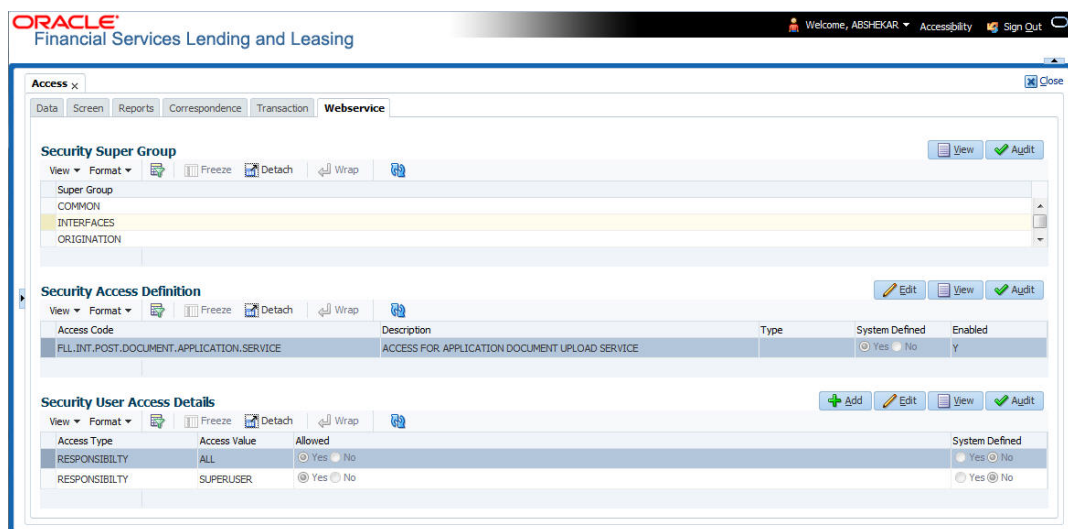 ORACLE
Welcome, ABSHEKAR Accessibility Sign Out
Financial Services Lending and Leasing
Access x Close
Data Screen Reports Correspondence Transaction Webservice
Security Super Group View Audit
View Format Freeze Detach Wrap
Super Group
COMMON
INTERFACES
ORIGINATION
Security Access Definition Edit View Audit
View Format Freeze Detach Wrap
Access Code Description Type System Defined Enabled
FLL.INT.POST.DOCUMENT.APPLICATION.SERVICE ACCESS FOR APPLICATION DOCUMENT UPLOAD SERVICE Yes No Y
Security User Access Details Add Edit View Audit
View Format Freeze Detach Wrap
Access Type Access Value Allowed System Defined
RESPONSIBILTY ALL Yes No Yes No
RESPONSIBILTY SUPERUSER Yes No Yes No